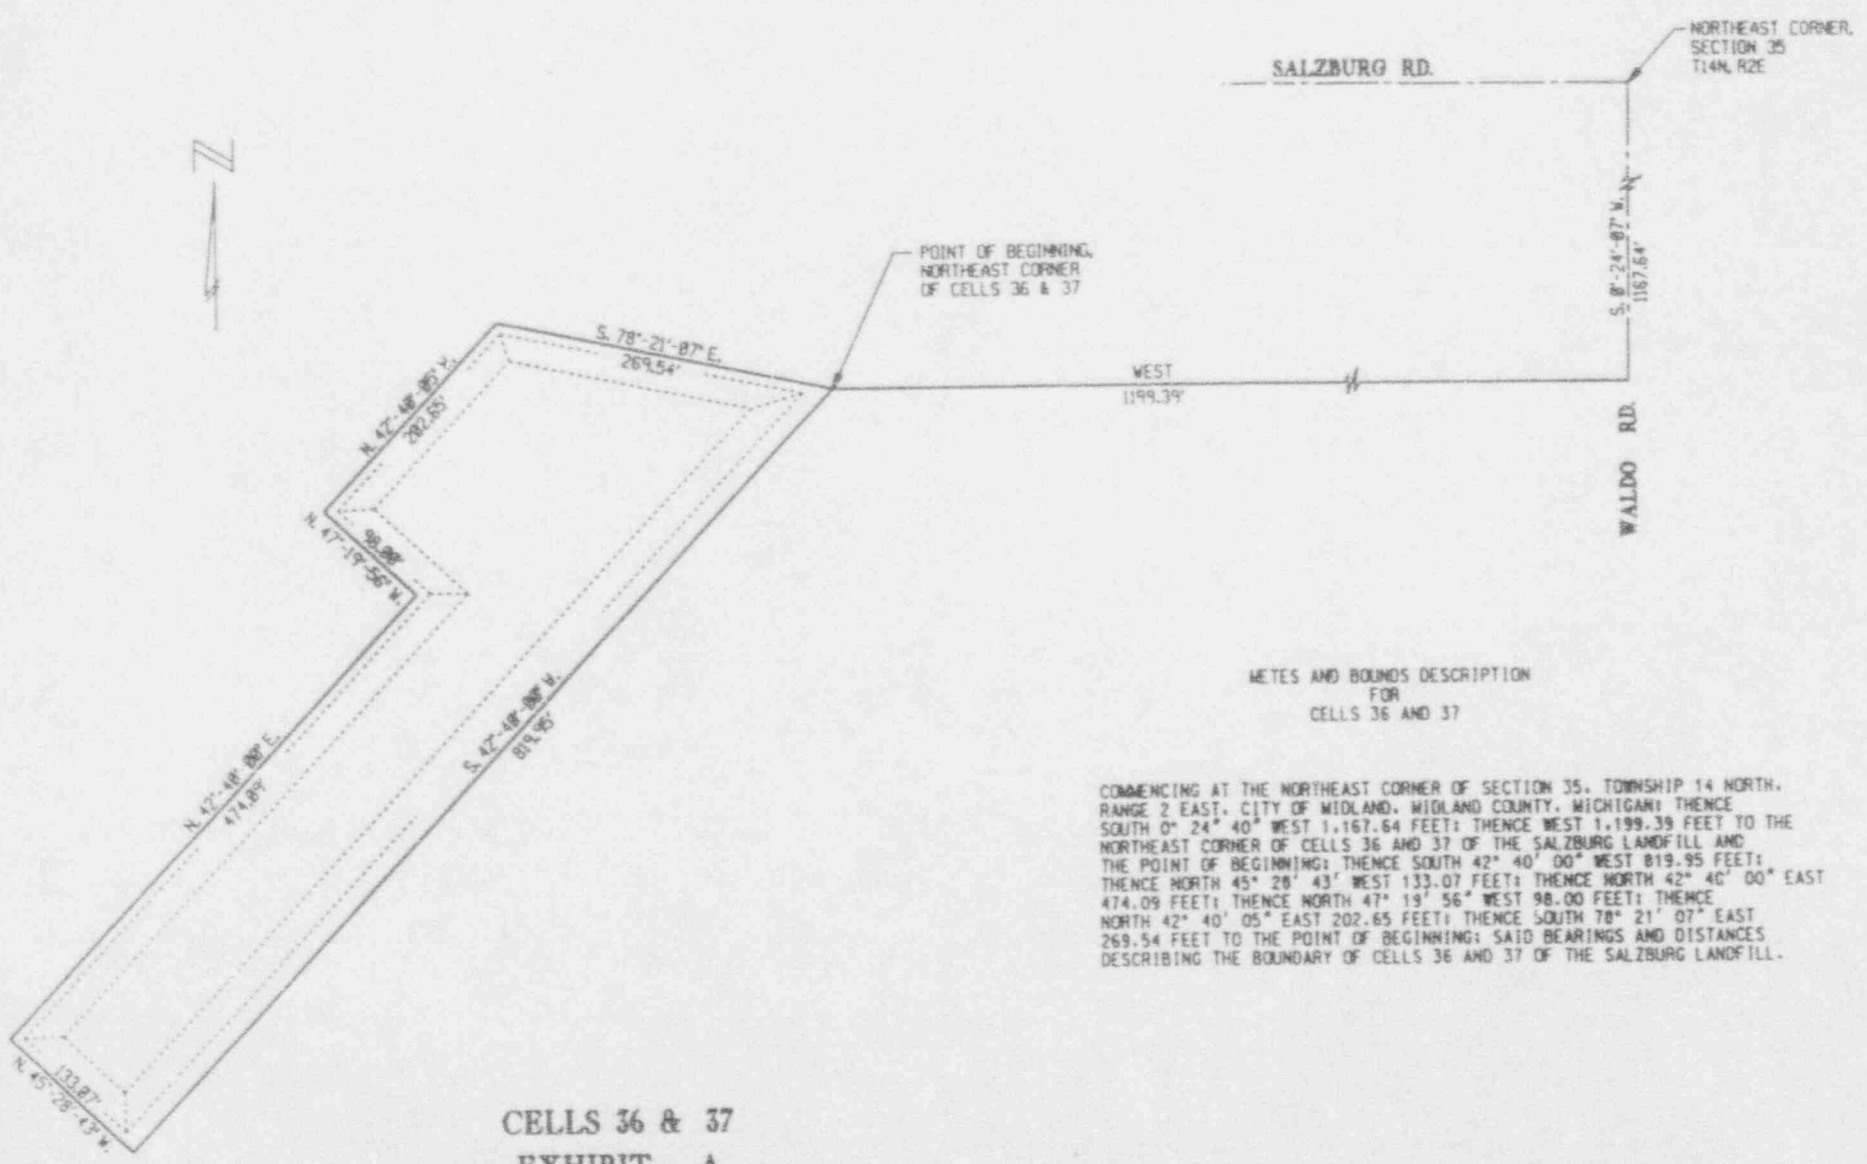 NORTHEAST CORNER,
SECTION 35
T14N, R2E
SALZBURG RD.
N
S. 0°-24'-07" W.
1167.64'
POINT OF BEGINNING,
NORTHEAST CORNER
OF CELLS 36 & 37
S. 78°-21'-07" E.
269.54'
WEST
1199.39'
N. 42°-40'-05" W.
202.65'
WALDO RD.
98.00'
N. 47°-19'-56" W.
S. 42°-40'-00" W.
819.95'
N. 42°-40'-00" E.
474.09'
133.07'
N. 45°-28'-43" W.
METES AND BOUNDS DESCRIPTION
FOR
CELLS 36 AND 37
COMMENCING AT THE NORTHEAST CORNER OF SECTION 35. TOWNSHIP 14 NORTH.
RANGE 2 EAST. CITY OF MIDLAND. MIDLAND COUNTY. MICHIGAN: THENCE
SOUTH 0° 24" 40" WEST 1.167.64 FEET: THENCE WEST 1.199.39 FEET TO THE
NORTHEAST CORNER OF CELLS 36 AND 37 OF THE SALZBURG LANDFILL AND
THE POINT OF BEGINNING: THENCE SOUTH 42° 40' 00" WEST 819.95 FEET:
THENCE NORTH 45° 28' 43' WEST 133.07 FEET: THENCE NORTH 42° 40' 00" EAST
474.09 FEET: THENCE NORTH 47° 19' 56" WEST 98.00 FEET: THENCE
NORTH 42° 40' 05" EAST 202.65 FEET: THENCE SOUTH 78° 21' 07" EAST
269.54 FEET TO THE POINT OF BEGINNING: SAID BEARINGS AND DISTANCES
DESCRIBING THE BOUNDARY OF CELLS 36 AND 37 OF THE SALZBURG LANDFILL.
CELLS 36 & 37
EXHIBIT A